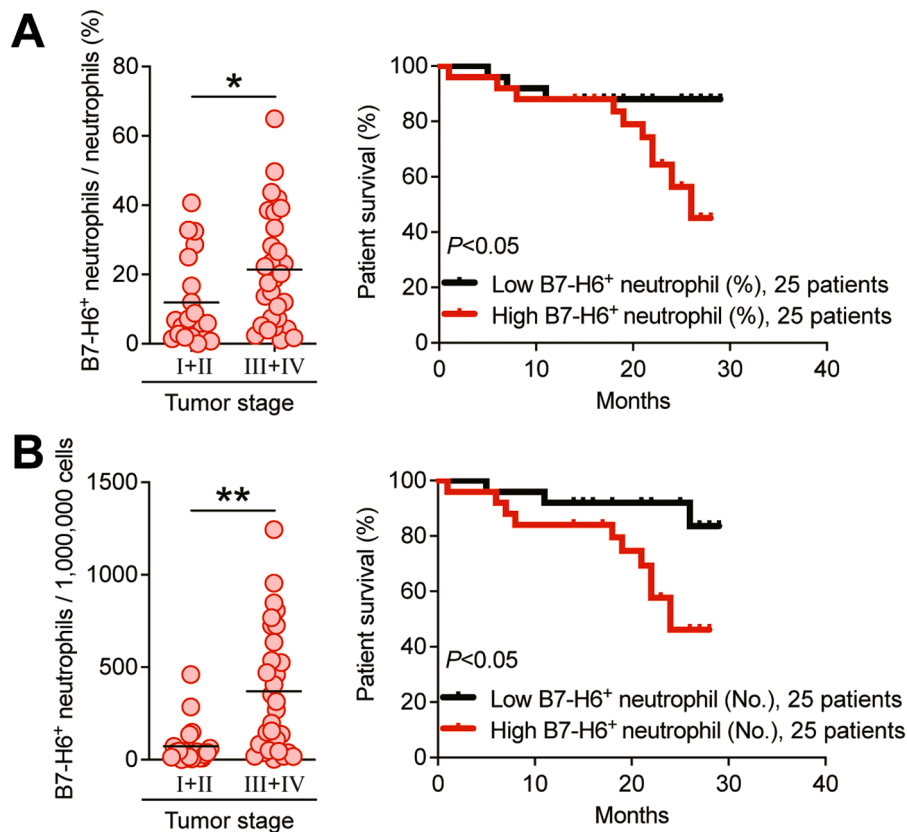 A
B7-H6⁺ neutrophils / neutrophils (%)
80
60
40
20
0
*
I+II
III+IV
Tumor stage
Patient survival (%)
100
80
60
40
20
0
P<0.05
Low B7-H6⁺ neutrophil (%), 25 patients
High B7-H6⁺ neutrophil (%), 25 patients
0
10
20
30
40
Months
B
B7-H6⁺ neutrophils / 1,000,000 cells
1500
1000
500
0
**
I+II
III+IV
Tumor stage
Patient survival (%)
100
80
60
40
20
0
P<0.05
Low B7-H6⁺ neutrophil (No.), 25 patients
High B7-H6⁺ neutrophil (No.), 25 patients
0
10
20
30
40
Months